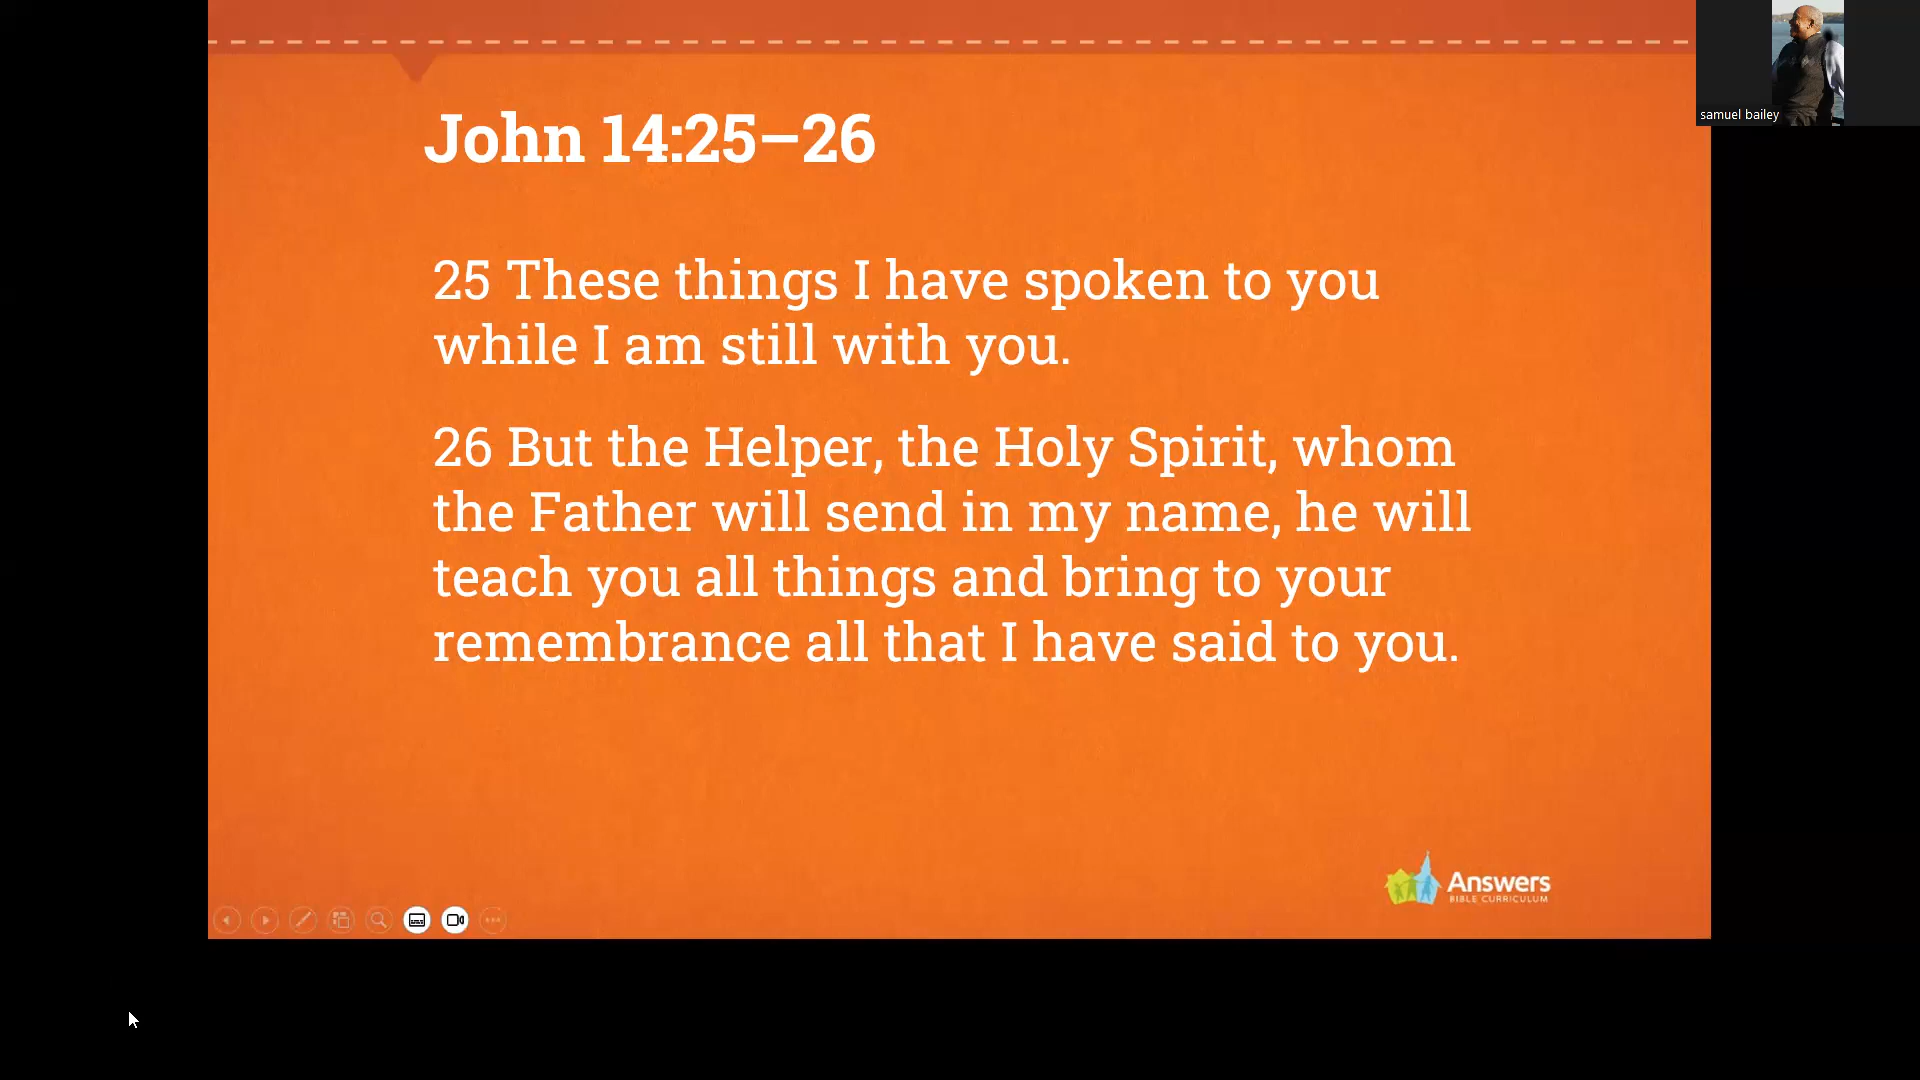 samuel bailey
John 14:25–26
25 These things I have spoken to you
while I am still with you.
26 But the Helper, the Holy Spirit, whom
the Father will send in my name, he will
teach you all things and bring to your
remembrance all that I have said to you.
Answers
BIBLE CURRICULUM